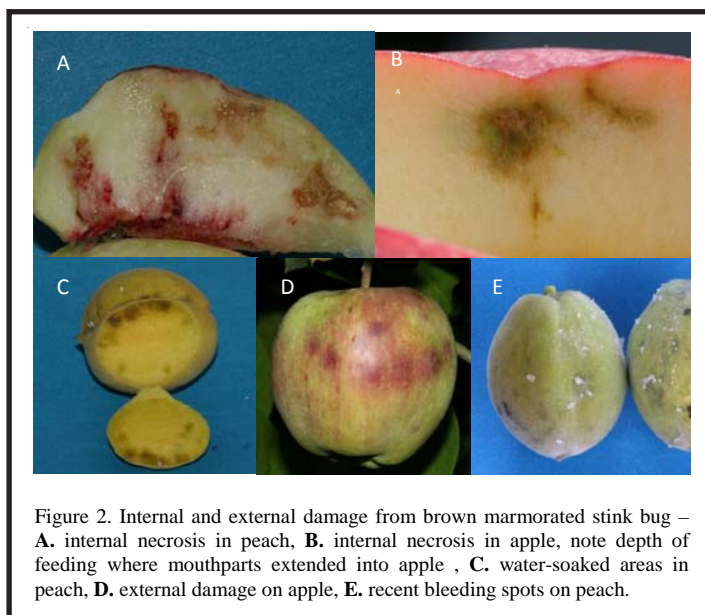 A
B
A
C
D
E
Figure 2. Internal and external damage from brown marmorated stink bug –
A. internal necrosis in peach, B. internal necrosis in apple, note depth of
feeding where mouthparts extended into apple , C. water-soaked areas in
peach, D. external damage on apple, E. recent bleeding spots on peach.